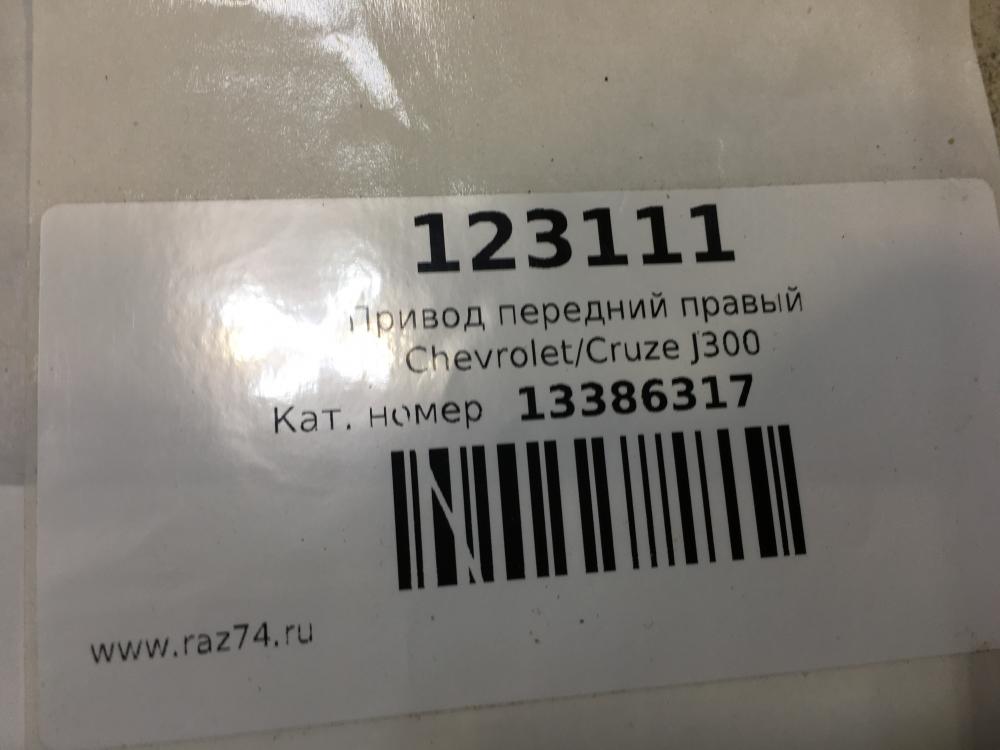 123111
Привод передний правый
Chevrolet/Cruze J300
Кат. номер 13386317
www.raz74.ru